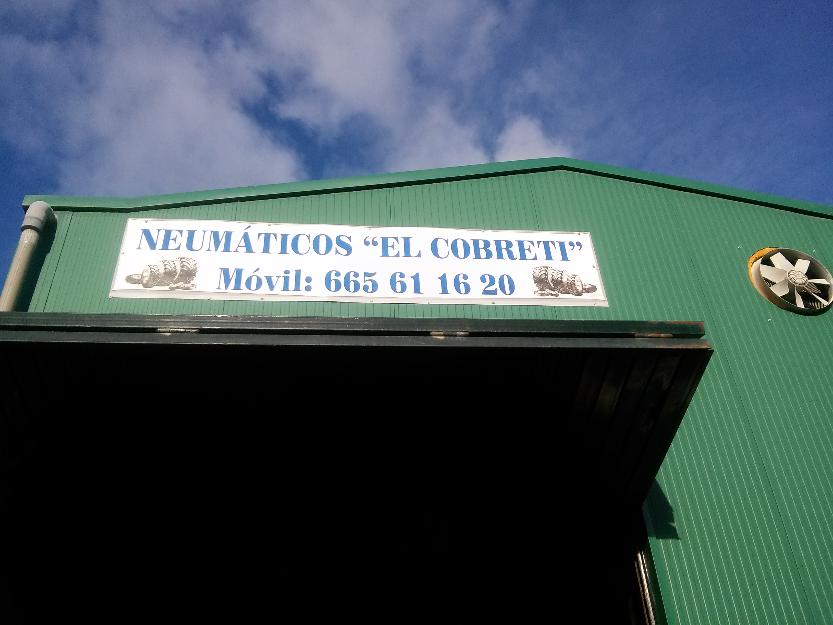 NEUMÁTICOS “EL COBRETI”
Móvil: 665 61 16 20